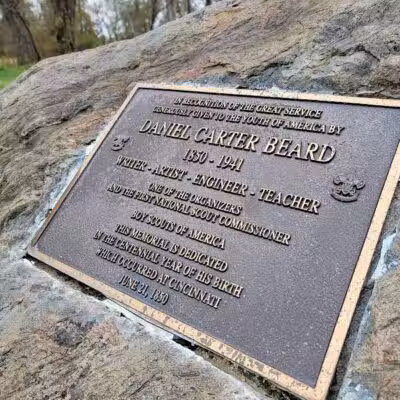 IN RECOGNITION OF THE GREAT SERVICE
GENEROUSLY GIVEN TO THE YOUTH OF AMERICA BY
DANIEL CARTER BEARD
1850 - 1941
WRITER - ARTIST - ENGINEER - TEACHER
ONE OF THE ORGANIZERS
AND THE FIRST NATIONAL SCOUT COMMISSIONER
BOY SCOUTS OF AMERICA
THIS MEMORIAL IS DEDICATED
IN THE CENTENNIAL YEAR OF HIS BIRTH
WHICH OCCURRED AT CINCINNATI
JUNE 21, 1850